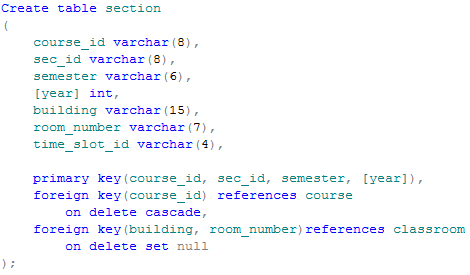 Create table section
(
    course_id varchar(8),
    sec_id varchar(8),
    semester varchar(6),
    [year] int,
    building varchar(15),
    room_number varchar(7),
    time_slot_id varchar(4),

    primary key(course_id, sec_id, semester, [year]),
    foreign key(course_id) references course
        on delete cascade,
    foreign key(building, room_number)references classroom
        on delete set null
);